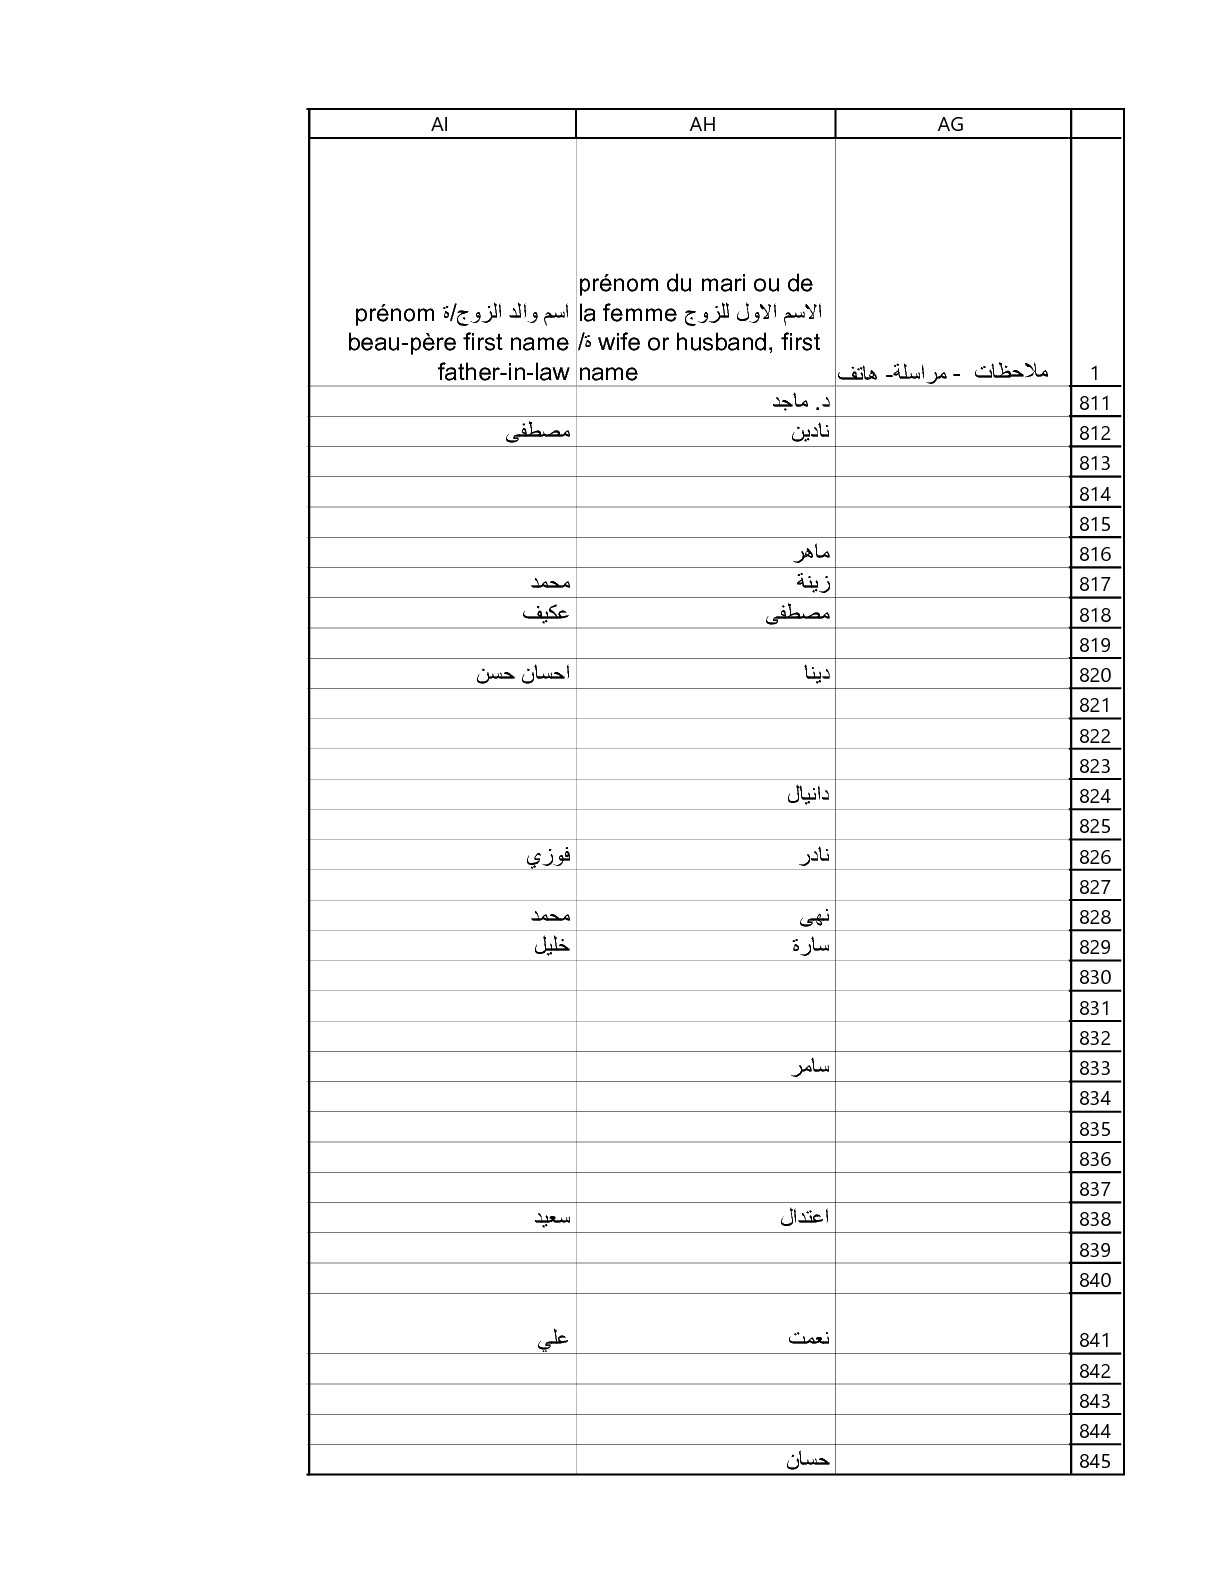 AI AH AG
prénom اسم والد الزوج/ة
beau-père first name
father-in-law
prénom du mari ou de
la femme الاسم الاول للزوج
/ة wife or husband, first
name
ملاحظات - مراسلة- هاتف
1
811 د. ماجد
812 نادين مصطفى
813
814
815
816 ماهر
817 زينة محمد
818 مصطفى عكيف
819
820 دينا احسان حسن
821
822
823
824 دانيال
825
826 نادر فوزي
827
828 نهى محمد
829 سارة خليل
830
831
832
833 سامر
834
835
836
837
838 اعتدال سعيد
839
840
841 نعمت علي
842
843
844
845 حسان